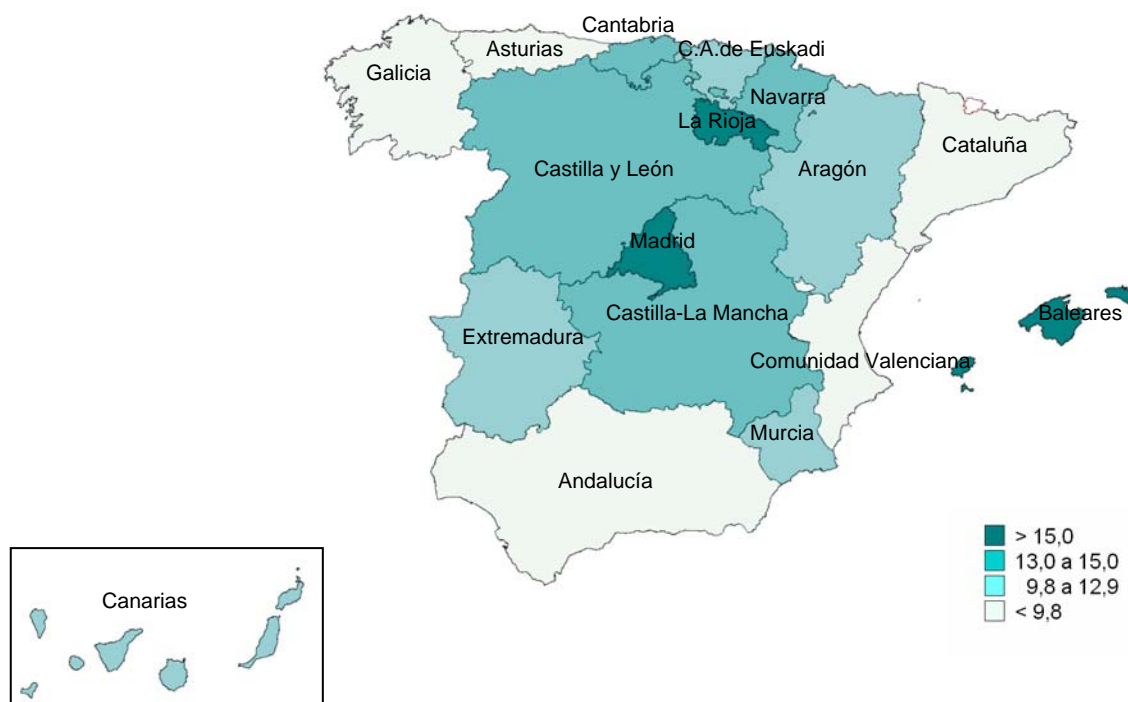 Cantabria
Asturias
C.A.de Euskadi
Galicia
Navarra
La Rioja
Cataluña
Castilla y León
Aragón
Madrid
Castilla-La Mancha
Baleares
Extremadura
Comunidad Valenciana
Murcia
Andalucía
> 15,0
13,0 a 15,0
9,8 a 12,9
< 9,8
Canarias